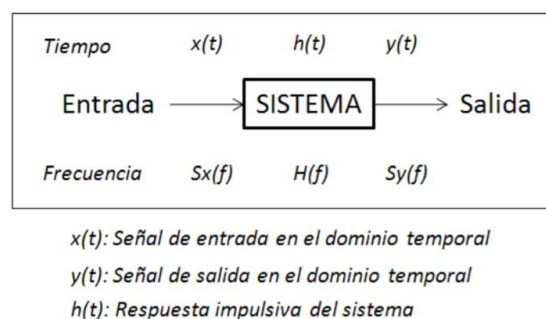 Tiempo x(t) h(t) y(t)
Entrada SISTEMA Salida
Frecuencia Sx(f) H(f) Sy(f)
x(t): Señal de entrada en el dominio temporal
y(t): Señal de salida en el dominio temporal
h(t): Respuesta impulsiva del sistema